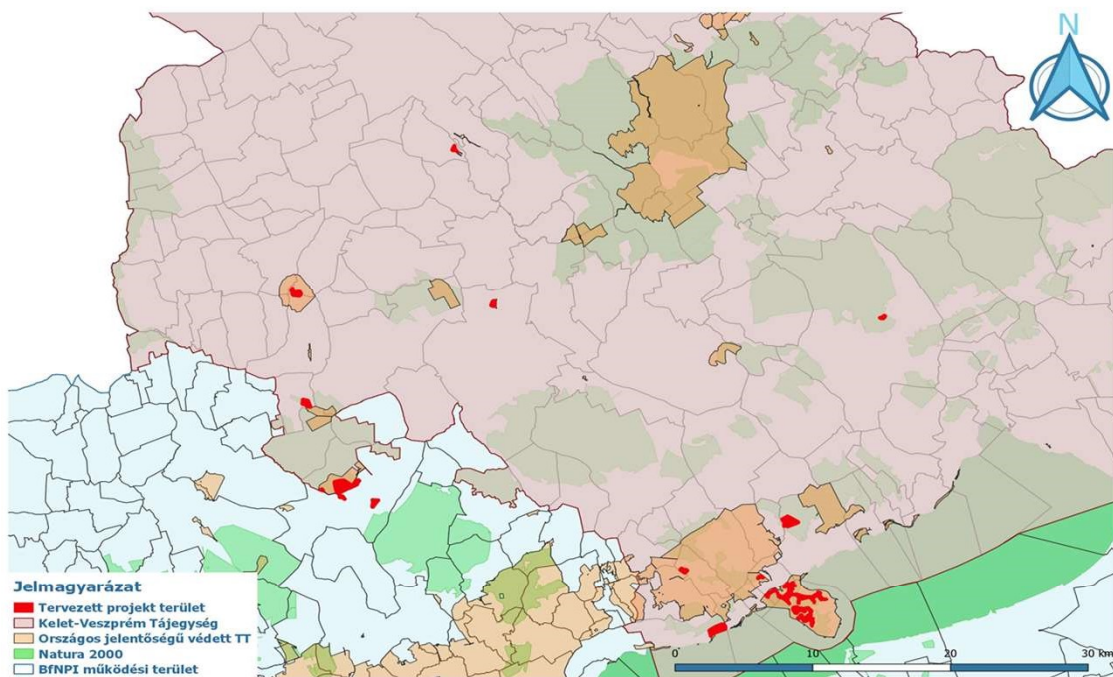 N
Jelmagyarázat
Tervezett projekt terület
Kelet-Veszprém Tájegység
Országos jelentőségű védett TT
Natura 2000
BfNPI működési terület
0 10 20 30 km